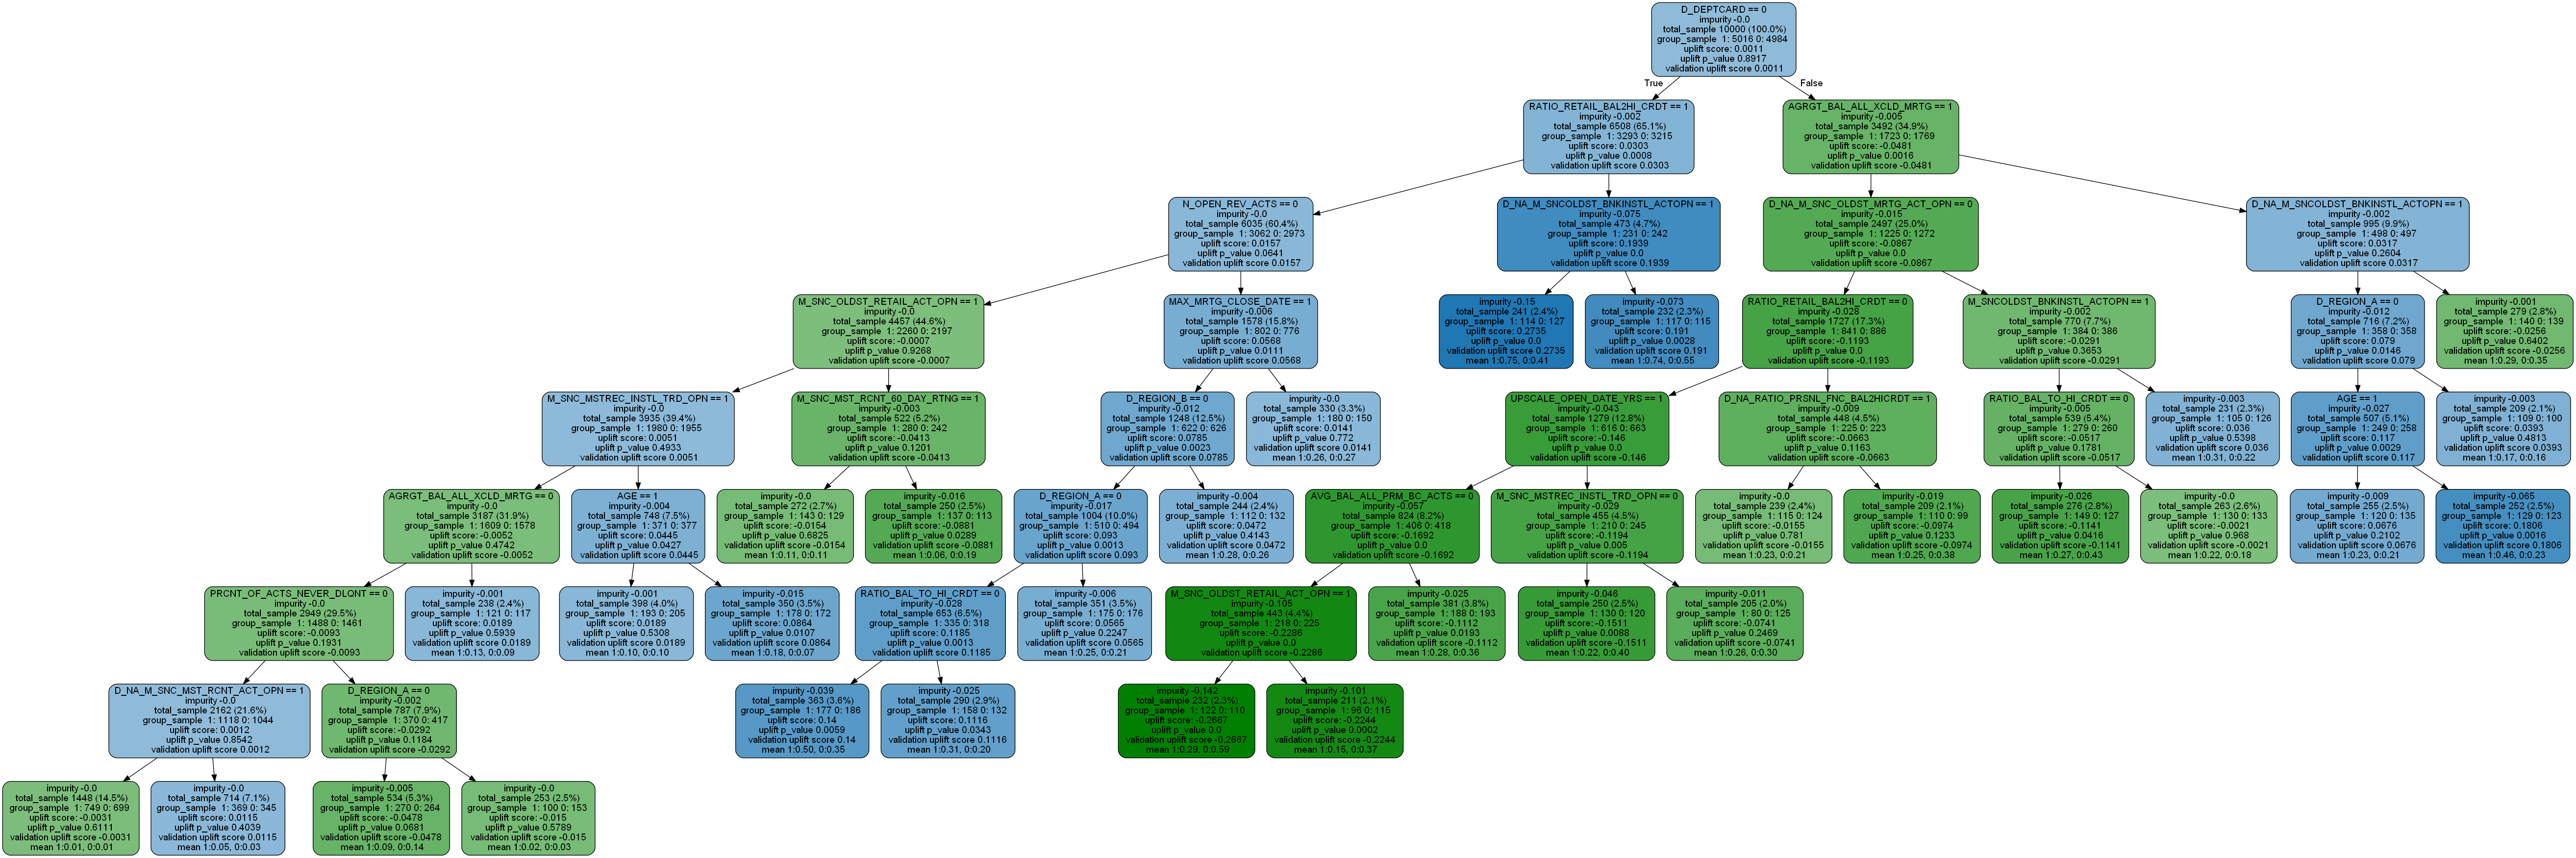 D_DEPTCARD == 0
impurity -0.0
total_sample 10000 (100.0%)
group_sample 1: 5016 0: 4984
uplift score: 0.0011
uplift p_value 0.8917
validation uplift score 0.0011
True
False
RATIO_RETAIL_BAL2HI_CRDT == 1
impurity -0.002
total_sample 6508 (65.1%)
group_sample 1: 3293 0: 3215
uplift score: 0.0303
uplift p_value 0.0008
validation uplift score 0.0303
AGRGT_BAL_ALL_XCLD_MRTG == 1
impurity -0.005
total_sample 3492 (34.9%)
group_sample 1: 1723 0: 1769
uplift score: -0.0481
uplift p_value 0.0016
validation uplift score -0.0481
N_OPEN_REV_ACTS == 0
impurity -0.0
total_sample 6035 (60.4%)
group_sample 1: 3062 0: 2973
uplift score: 0.0157
uplift p_value 0.0641
validation uplift score 0.0157
D_NA_M_SNCOLDST_BNKINSTL_ACTOPN == 1
impurity -0.075
total_sample 473 (4.7%)
group_sample 1: 231 0: 242
uplift score: 0.1939
uplift p_value 0.0
validation uplift score 0.1939
D_NA_M_SNC_OLDST_MRTG_ACT_OPN == 0
impurity -0.015
total_sample 2497 (25.0%)
group_sample 1: 1225 0: 1272
uplift score: -0.0867
uplift p_value 0.0
validation uplift score -0.0867
D_NA_M_SNCOLDST_BNKINSTL_ACTOPN == 1
impurity -0.002
total_sample 995 (9.9%)
group_sample 1: 498 0: 497
uplift score: 0.0317
uplift p_value 0.2604
validation uplift score 0.0317
M_SNC_OLDST_RETAIL_ACT_OPN == 1
impurity -0.0
total_sample 4457 (44.6%)
group_sample 1: 2260 0: 2197
uplift score: -0.0007
uplift p_value 0.9268
validation uplift score -0.0007
MAX_MRTG_CLOSE_DATE == 1
impurity -0.006
total_sample 1578 (15.8%)
group_sample 1: 802 0: 776
uplift score: 0.0568
uplift p_value 0.0111
validation uplift score 0.0568
impurity -0.15
total_sample 241 (2.4%)
group_sample 1: 114 0: 127
uplift score: 0.2735
uplift p_value 0.0
validation uplift score 0.2735
mean 1:0.75, 0:0.41
impurity -0.073
total_sample 232 (2.3%)
group_sample 1: 117 0: 115
uplift score: 0.191
uplift p_value 0.0028
validation uplift score 0.191
mean 1:0.74, 0:0.55
RATIO_RETAIL_BAL2HI_CRDT == 0
impurity -0.028
total_sample 1727 (17.3%)
group_sample 1: 841 0: 886
uplift score: -0.1193
uplift p_value 0.0
validation uplift score -0.1193
M_SNCOLDST_BNKINSTL_ACTOPN == 1
impurity -0.002
total_sample 770 (7.7%)
group_sample 1: 384 0: 386
uplift score: -0.0291
uplift p_value 0.3653
validation uplift score -0.0291
D_REGION_A == 0
impurity -0.012
total_sample 716 (7.2%)
group_sample 1: 358 0: 358
uplift score: 0.079
uplift p_value 0.0146
validation uplift score 0.079
impurity -0.001
total_sample 279 (2.8%)
group_sample 1: 140 0: 139
uplift score: -0.0256
uplift p_value 0.6402
validation uplift score -0.0256
mean 1:0.29, 0:0.35
M_SNC_MSTREC_INSTL_TRD_OPN == 1
impurity -0.0
total_sample 3935 (39.4%)
group_sample 1: 1980 0: 1955
uplift score: 0.0051
uplift p_value 0.4933
validation uplift score 0.0051
M_SNC_MST_RCNT_60_DAY_RTNG == 1
impurity -0.003
total_sample 522 (5.2%)
group_sample 1: 280 0: 242
uplift score: -0.0413
uplift p_value 0.1201
validation uplift score -0.0413
D_REGION_B == 0
impurity -0.012
total_sample 1248 (12.5%)
group_sample 1: 622 0: 626
uplift score: 0.0785
uplift p_value 0.0023
validation uplift score 0.0785
impurity -0.0
total_sample 330 (3.3%)
group_sample 1: 180 0: 150
uplift score: 0.0141
uplift p_value 0.772
validation uplift score 0.0141
mean 1:0.26, 0:0.27
UPSCALE_OPEN_DATE_YRS == 1
impurity -0.043
total_sample 1279 (12.8%)
group_sample 1: 616 0: 663
uplift score: -0.146
uplift p_value 0.0
validation uplift score -0.146
D_NA_RATIO_PRSNL_FNC_BAL2HICRDT == 1
impurity -0.009
total_sample 448 (4.5%)
group_sample 1: 225 0: 223
uplift score: -0.0663
uplift p_value 0.1163
validation uplift score -0.0663
RATIO_BAL_TO_HI_CRDT == 0
impurity -0.005
total_sample 539 (5.4%)
group_sample 1: 279 0: 260
uplift score: -0.0517
uplift p_value 0.1781
validation uplift score -0.0517
impurity -0.003
total_sample 231 (2.3%)
group_sample 1: 105 0: 126
uplift score: 0.036
uplift p_value 0.5398
validation uplift score 0.036
mean 1:0.31, 0:0.22
AGE == 1
impurity -0.027
total_sample 507 (5.1%)
group_sample 1: 249 0: 258
uplift score: 0.117
uplift p_value 0.0029
validation uplift score 0.117
impurity -0.003
total_sample 209 (2.1%)
group_sample 1: 109 0: 100
uplift score: 0.0393
uplift p_value 0.4813
validation uplift score 0.0393
mean 1:0.17, 0:0.16
AGRGT_BAL_ALL_XCLD_MRTG == 0
impurity -0.0
total_sample 3187 (31.9%)
group_sample 1: 1609 0: 1578
uplift score: -0.0052
uplift p_value 0.4742
validation uplift score -0.0052
AGE == 1
impurity -0.004
total_sample 748 (7.5%)
group_sample 1: 371 0: 377
uplift score: 0.0445
uplift p_value 0.0427
validation uplift score 0.0445
impurity -0.0
total_sample 272 (2.7%)
group_sample 1: 143 0: 129
uplift score: -0.0154
uplift p_value 0.6825
validation uplift score -0.0154
mean 1:0.11, 0:0.11
impurity -0.016
total_sample 250 (2.5%)
group_sample 1: 137 0: 113
uplift score: -0.0881
uplift p_value 0.0289
validation uplift score -0.0881
mean 1:0.06, 0:0.19
D_REGION_A == 0
impurity -0.017
total_sample 1004 (10.0%)
group_sample 1: 510 0: 494
uplift score: 0.093
uplift p_value 0.0013
validation uplift score 0.093
impurity -0.004
total_sample 244 (2.4%)
group_sample 1: 112 0: 132
uplift score: 0.0472
uplift p_value 0.4143
validation uplift score 0.0472
mean 1:0.28, 0:0.26
AVG_BAL_ALL_PRM_BC_ACTS == 0
impurity -0.057
total_sample 824 (8.2%)
group_sample 1: 406 0: 418
uplift score: -0.1692
uplift p_value 0.0
validation uplift score -0.1692
M_SNC_MSTREC_INSTL_TRD_OPN == 0
impurity -0.029
total_sample 455 (4.5%)
group_sample 1: 210 0: 245
uplift score: -0.1194
uplift p_value 0.005
validation uplift score -0.1194
impurity -0.0
total_sample 239 (2.4%)
group_sample 1: 115 0: 124
uplift score: -0.0155
uplift p_value 0.781
validation uplift score -0.0155
mean 1:0.23, 0:0.21
impurity -0.019
total_sample 209 (2.1%)
group_sample 1: 110 0: 99
uplift score: -0.0974
uplift p_value 0.1233
validation uplift score -0.0974
mean 1:0.25, 0:0.38
impurity -0.026
total_sample 276 (2.8%)
group_sample 1: 149 0: 127
uplift score: -0.1141
uplift p_value 0.0416
validation uplift score -0.1141
mean 1:0.27, 0:0.43
impurity -0.0
total_sample 263 (2.6%)
group_sample 1: 130 0: 133
uplift score: -0.0021
uplift p_value 0.968
validation uplift score -0.0021
mean 1:0.22, 0:0.18
impurity -0.009
total_sample 255 (2.5%)
group_sample 1: 120 0: 135
uplift score: 0.0676
uplift p_value 0.2102
validation uplift score 0.0676
mean 1:0.23, 0:0.21
impurity -0.065
total_sample 252 (2.5%)
group_sample 1: 129 0: 123
uplift score: 0.1806
uplift p_value 0.0016
validation uplift score 0.1806
mean 1:0.46, 0:0.23
PRCNT_OF_ACTS_NEVER_DLQNT == 0
impurity -0.0
total_sample 2949 (29.5%)
group_sample 1: 1488 0: 1461
uplift score: -0.0093
uplift p_value 0.1931
validation uplift score -0.0093
impurity -0.001
total_sample 238 (2.4%)
group_sample 1: 121 0: 117
uplift score: 0.0189
uplift p_value 0.5939
validation uplift score 0.0189
mean 1:0.13, 0:0.09
impurity -0.001
total_sample 398 (4.0%)
group_sample 1: 193 0: 205
uplift score: 0.0189
uplift p_value 0.5308
validation uplift score 0.0189
mean 1:0.10, 0:0.10
impurity -0.015
total_sample 350 (3.5%)
group_sample 1: 178 0: 172
uplift score: 0.0864
uplift p_value 0.0107
validation uplift score 0.0864
mean 1:0.18, 0:0.07
RATIO_BAL_TO_HI_CRDT == 0
impurity -0.028
total_sample 653 (6.5%)
group_sample 1: 335 0: 318
uplift score: 0.1185
uplift p_value 0.0013
validation uplift score 0.1185
impurity -0.006
total_sample 351 (3.5%)
group_sample 1: 175 0: 176
uplift score: 0.0565
uplift p_value 0.2247
validation uplift score 0.0565
mean 1:0.25, 0:0.21
M_SNC_OLDST_RETAIL_ACT_OPN == 1
impurity -0.105
total_sample 443 (4.4%)
group_sample 1: 218 0: 225
uplift score: -0.2286
uplift p_value 0.0
validation uplift score -0.2286
impurity -0.025
total_sample 381 (3.8%)
group_sample 1: 188 0: 193
uplift score: -0.1112
uplift p_value 0.0193
validation uplift score -0.1112
mean 1:0.28, 0:0.36
impurity -0.046
total_sample 250 (2.5%)
group_sample 1: 130 0: 120
uplift score: -0.1511
uplift p_value 0.0088
validation uplift score -0.1511
mean 1:0.22, 0:0.40
impurity -0.011
total_sample 205 (2.0%)
group_sample 1: 80 0: 125
uplift score: -0.0741
uplift p_value 0.2469
validation uplift score -0.0741
mean 1:0.26, 0:0.30
D_NA_M_SNC_MST_RCNT_ACT_OPN == 1
impurity -0.0
total_sample 2162 (21.6%)
group_sample 1: 1118 0: 1044
uplift score: 0.0012
uplift p_value 0.8542
validation uplift score 0.0012
D_REGION_A == 0
impurity -0.002
total_sample 787 (7.9%)
group_sample 1: 370 0: 417
uplift score: -0.0292
uplift p_value 0.1184
validation uplift score -0.0292
impurity -0.039
total_sample 363 (3.6%)
group_sample 1: 177 0: 186
uplift score: 0.14
uplift p_value 0.0059
validation uplift score 0.14
mean 1:0.50, 0:0.35
impurity -0.025
total_sample 290 (2.9%)
group_sample 1: 158 0: 132
uplift score: 0.1116
uplift p_value 0.0343
validation uplift score 0.1116
mean 1:0.31, 0:0.20
impurity -0.142
total_sample 232 (2.3%)
group_sample 1: 122 0: 110
uplift score: -0.2667
uplift p_value 0.0
validation uplift score -0.2667
mean 1:0.29, 0:0.59
impurity -0.101
total_sample 211 (2.1%)
group_sample 1: 96 0: 115
uplift score: -0.2244
uplift p_value 0.0002
validation uplift score -0.2244
mean 1:0.15, 0:0.37
impurity -0.0
total_sample 1448 (14.5%)
group_sample 1: 749 0: 699
uplift score: -0.0031
uplift p_value 0.6111
validation uplift score -0.0031
mean 1:0.01, 0:0.01
impurity -0.0
total_sample 714 (7.1%)
group_sample 1: 369 0: 345
uplift score: 0.0115
uplift p_value 0.4039
validation uplift score 0.0115
mean 1:0.05, 0:0.03
impurity -0.005
total_sample 534 (5.3%)
group_sample 1: 270 0: 264
uplift score: -0.0478
uplift p_value 0.0681
validation uplift score -0.0478
mean 1:0.09, 0:0.14
impurity -0.0
total_sample 253 (2.5%)
group_sample 1: 100 0: 153
uplift score: -0.015
uplift p_value 0.5789
validation uplift score -0.015
mean 1:0.02, 0:0.03